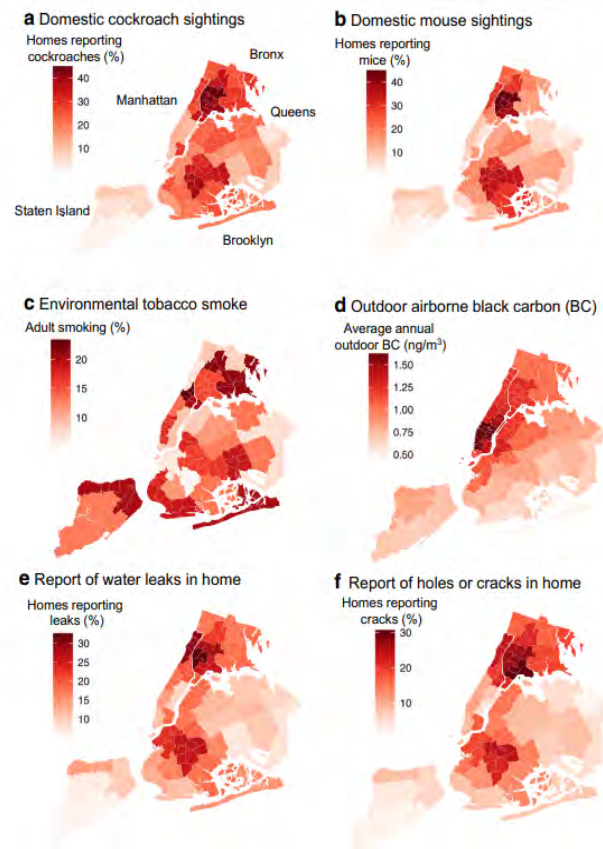 a Domestic cockroach sightings
Homes reporting
cockroaches (%)
40
30
20
10
Bronx
Manhattan
Queens
Staten Island
Brooklyn
b Domestic mouse sightings
Homes reporting
mice (%)
40
30
20
10
c Environmental tobacco smoke
Adult smoking (%)
20
15
10
d Outdoor airborne black carbon (BC)
Average annual
outdoor BC (ng/m³)
1.50
1.25
1.00
0.75
0.50
e Report of water leaks in home
Homes reporting
leaks (%)
30
25
20
15
10
f Report of holes or cracks in home
Homes reporting
cracks (%)
30
20
10